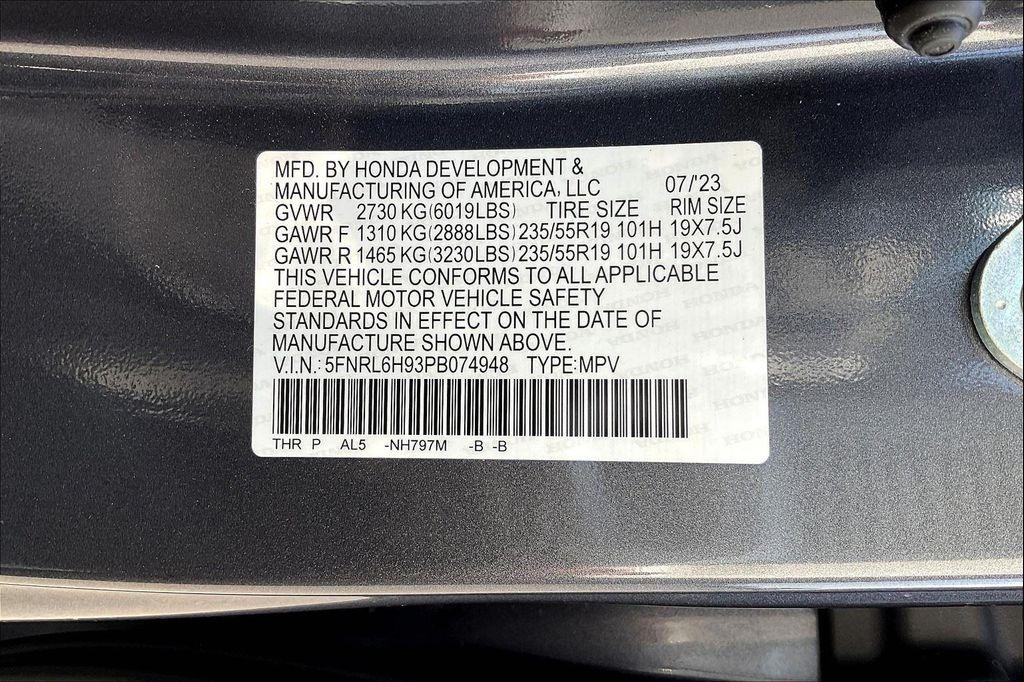 MFD. BY HONDA DEVELOPMENT &
MANUFACTURING OF AMERICA, LLC 07/'23
GVWR 2730 KG(6019LBS) TIRE SIZE RIM SIZE
GAWR F 1310 KG(2888LBS) 235/55R19 101H 19X7.5J
GAWR R 1465 KG(3230LBS) 235/55R19 101H 19X7.5J
THIS VEHICLE CONFORMS TO ALL APPLICABLE
FEDERAL MOTOR VEHICLE SAFETY
STANDARDS IN EFFECT ON THE DATE OF
MANUFACTURE SHOWN ABOVE.
V.I.N.: 5FNRL6H93PB074948 TYPE:MPV
THR P AL5 -NH797M -B -B